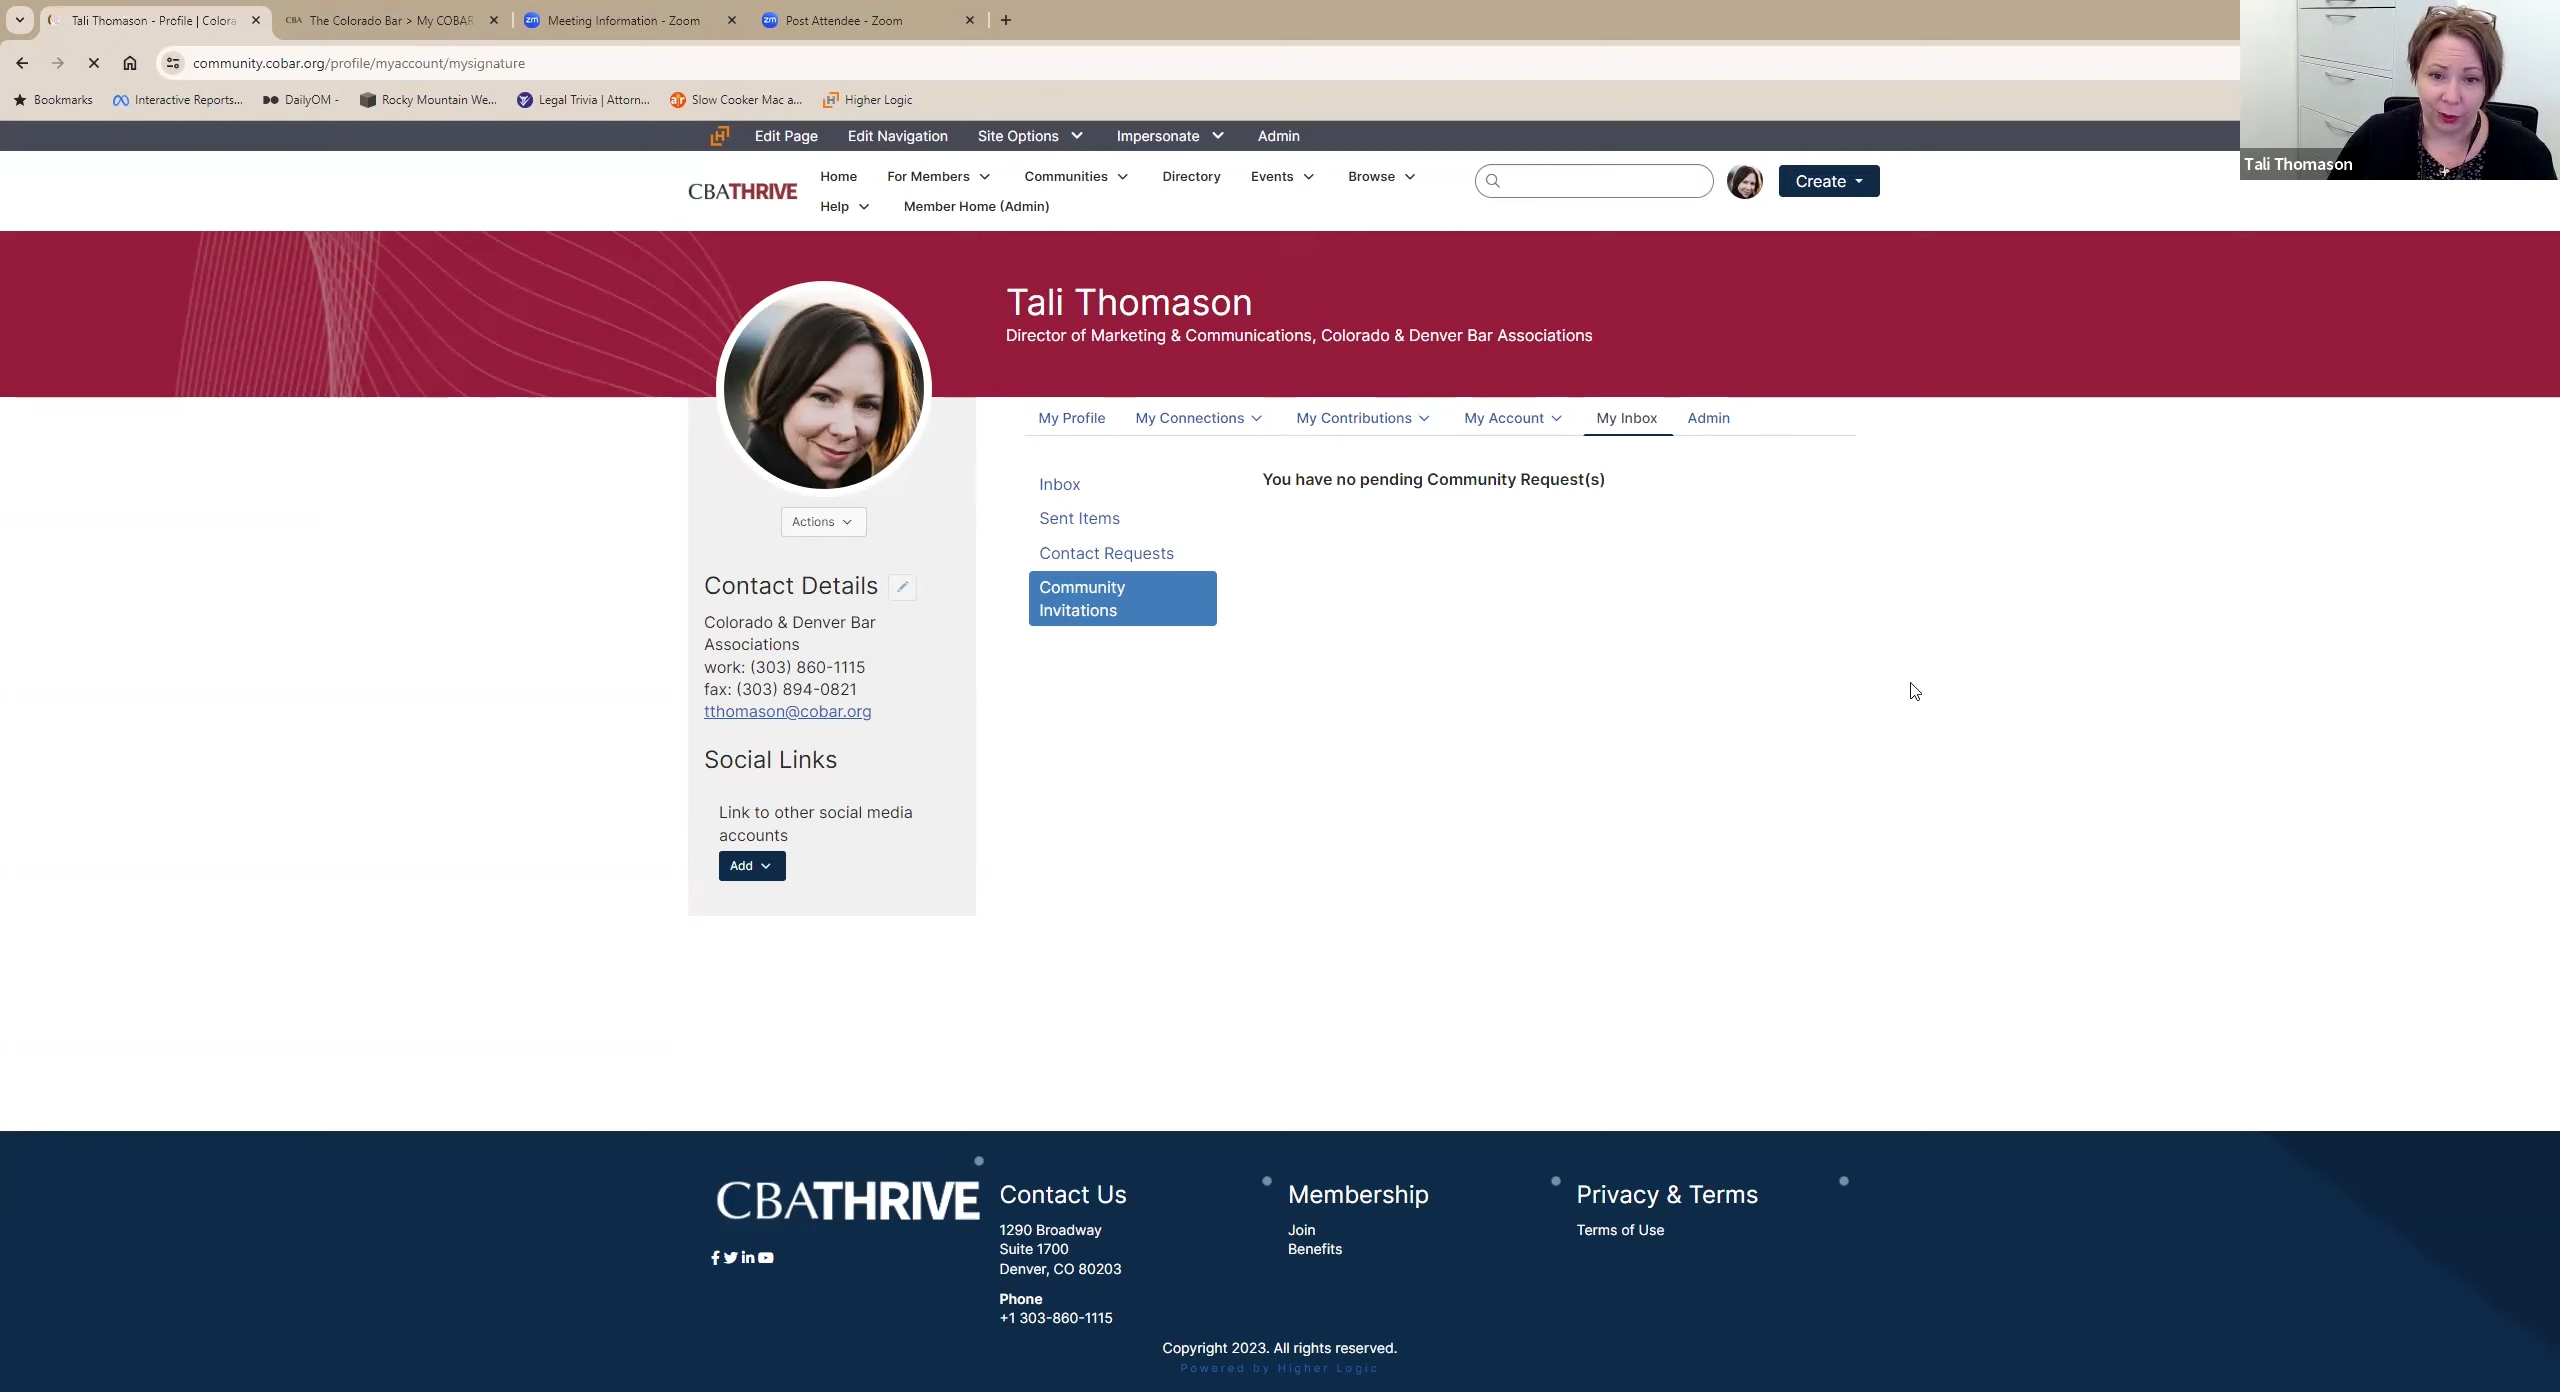 Tali Thomason - Profile | Colora
The Colorado Bar > My COBAR
Meeting Information - Zoom
Post Attendee - Zoom
community.cobar.org/profile/myaccount/mysignature
Bookmarks
Interactive Reports...
DailyOM -
Rocky Mountain We...
Legal Trivia | Attorn...
Slow Cooker Mac a...
Higher Logic
Tali Thomason
Edit Page
Edit Navigation
Site Options
Impersonate
Admin
CBATHRIVE
Home
For Members
Communities
Directory
Events
Browse
Help
Member Home (Admin)
Create
Tali Thomason
Director of Marketing & Communications, Colorado & Denver Bar Associations
My Profile
My Connections
My Contributions
My Account
My Inbox
Admin
Inbox
Sent Items
Contact Requests
Community
Invitations
You have no pending Community Request(s)
Actions
Contact Details
Colorado & Denver Bar
Associations
work: (303) 860-1115
fax: (303) 894-0821
tthomason@cobar.org
Social Links
Link to other social media
accounts
Add
CBATHRIVE
Contact Us
1290 Broadway
Suite 1700
Denver, CO 80203
Phone
+1 303-860-1115
Membership
Join
Benefits
Privacy & Terms
Terms of Use
Copyright 2023. All rights reserved.
Powered by Higher Logic